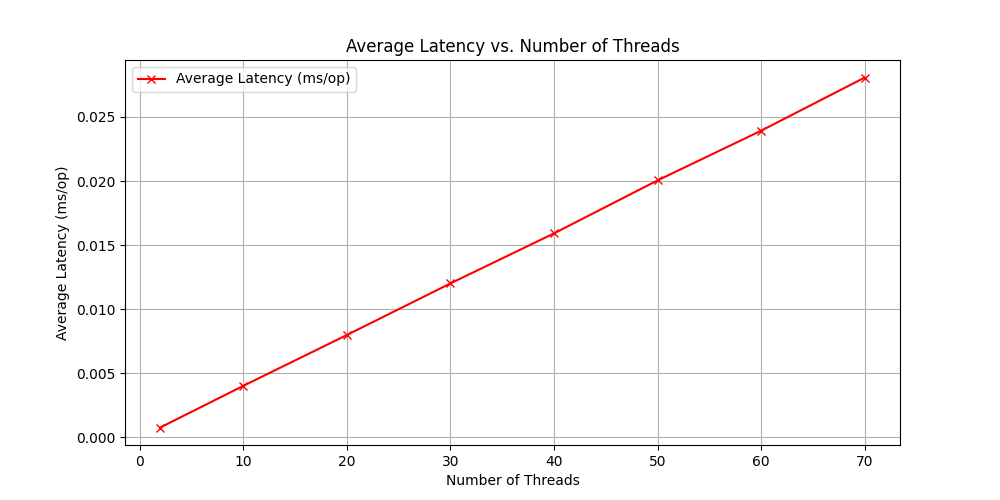 Average Latency vs. Number of Threads
Average Latency (ms/op)
Average Latency (ms/op)
0.025
0.020
0.015
0.010
0.005
0.000
0 10 20 30 40 50 60 70
Number of Threads